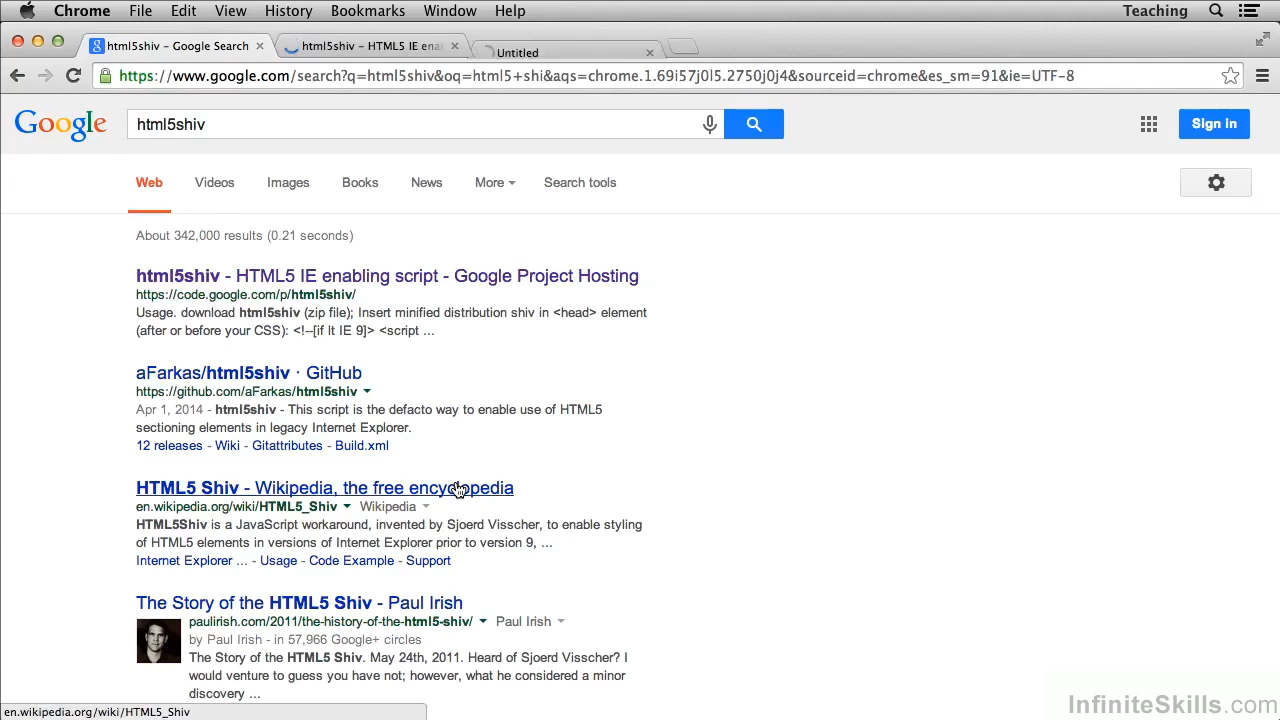 Chrome File Edit View History Bookmarks Window Help Teaching
html5shiv – Google Search html5shiv – HTML5 IE ena Untitled
https://www.google.com/search?q=html5shiv&oq=html5+shi&aqs=chrome.1.69i57j0l5.2750j0j4&sourceid=chrome&es_sm=91&ie=UTF-8
Google html5shiv Sign in
Web Videos Images Books News More Search tools
About 342,000 results (0.21 seconds)
html5shiv - HTML5 IE enabling script - Google Project Hosting
https://code.google.com/p/html5shiv/
Usage. download html5shiv (zip file); Insert minified distribution shiv in <head> element
(after or before your CSS): <!--[if lt IE 9]> <script ...
aFarkas/html5shiv · GitHub
https://github.com/aFarkas/html5shiv
Apr 1, 2014 - html5shiv - This script is the defacto way to enable use of HTML5
sectioning elements in legacy Internet Explorer.
12 releases - Wiki - Gitattributes - Build.xml
HTML5 Shiv - Wikipedia, the free encyclopedia
en.wikipedia.org/wiki/HTML5_Shiv Wikipedia
HTML5Shiv is a JavaScript workaround, invented by Sjoerd Visscher, to enable styling
of HTML5 elements in versions of Internet Explorer prior to version 9, ...
Internet Explorer ... - Usage - Code Example - Support
The Story of the HTML5 Shiv - Paul Irish
paulirish.com/2011/the-history-of-the-html5-shiv/ Paul Irish
by Paul Irish - in 57,966 Google+ circles
The Story of the HTML5 Shiv. May 24th, 2011. Heard of Sjoerd Visscher? I
would venture to guess you have not; however, what he considered a minor
discovery ...
en.wikipedia.org/wiki/HTML5_Shiv
InfiniteSkills.com